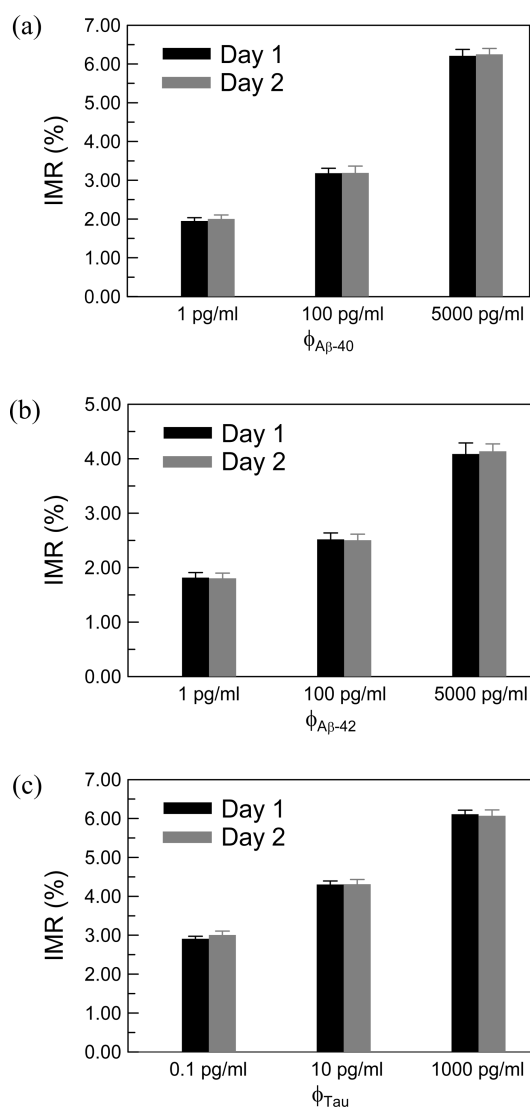 (a)
7.00
6.00
5.00
4.00
3.00
2.00
1.00
0.00
IMR (%)
Day 1
Day 2
1 pg/ml 100 pg/ml 5000 pg/ml
ϕAβ-40
(b)
5.00
4.00
3.00
2.00
1.00
0.00
IMR (%)
Day 1
Day 2
1 pg/ml 100 pg/ml 5000 pg/ml
ϕAβ-42
(c)
7.00
6.00
5.00
4.00
3.00
2.00
1.00
0.00
IMR (%)
Day 1
Day 2
0.1 pg/ml 10 pg/ml 1000 pg/ml
ϕTau